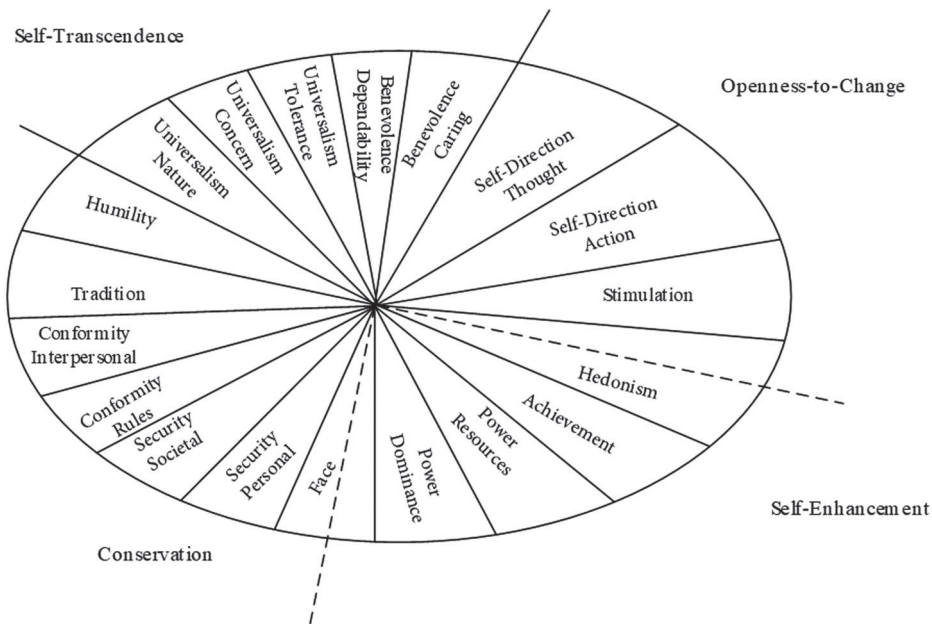 Self-Transcendence
Openness-to-Change
Universalism
Nature
Universalism
Concern
Universalism
Tolerance
Benevolence
Dependability
Benevolence
Caring
Self-Direction
Thought
Self-Direction
Action
Stimulation
Hedonism
Achievement
Power
Resources
Power
Dominance
Face
Security
Personal
Security
Societal
Conformity
Rules
Conformity
Interpersonal
Tradition
Humility
Self-Enhancement
Conservation